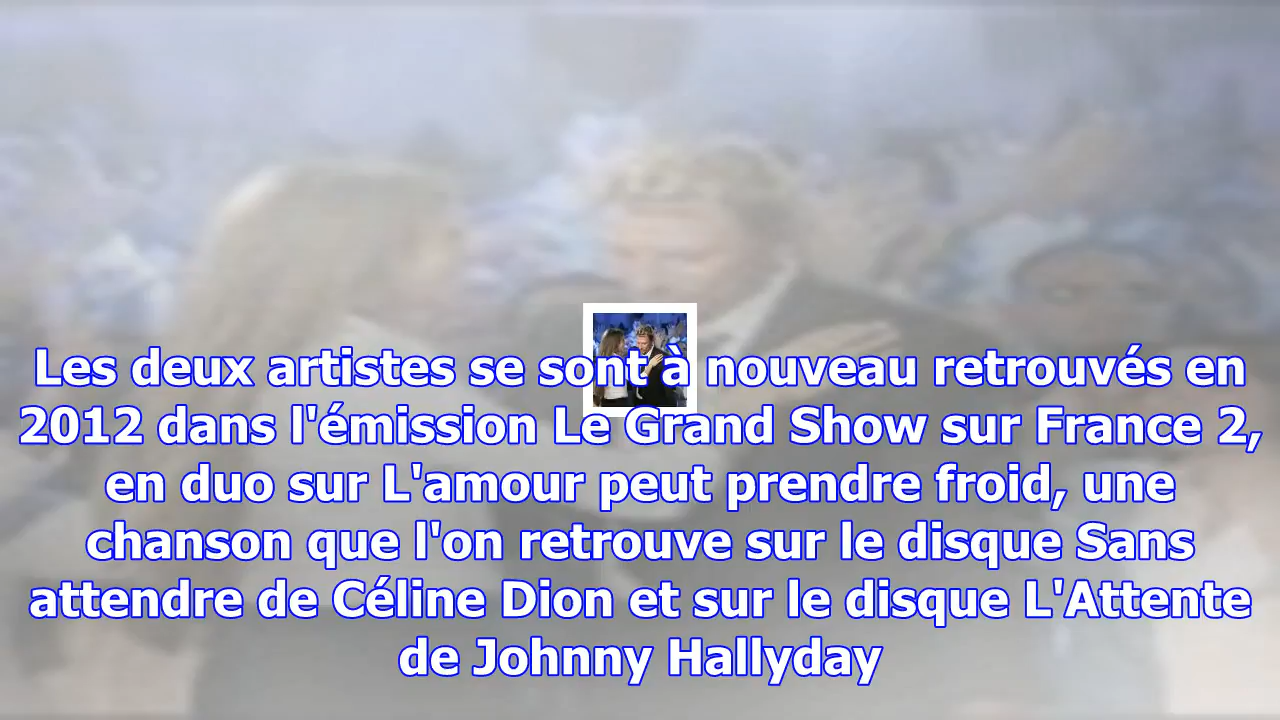 Les deux artistes se sont à nouveau retrouvés en
2012 dans l'émission Le Grand Show sur France 2,
en duo sur L'amour peut prendre froid, une
chanson que l'on retrouve sur le disque Sans
attendre de Céline Dion et sur le disque L'Attente
de Johnny Hallyday